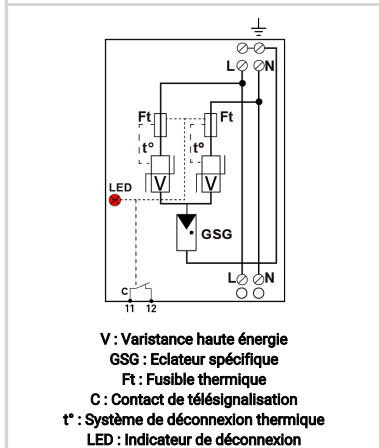 L N
Ft Ft
t° t°
V V
LED
GSG
L N
C
11 12
V : Varistance haute énergie
GSG : Eclateur spécifique
Ft : Fusible thermique
C : Contact de télésignalisation
t° : Système de déconnexion thermique
LED : Indicateur de déconnexion